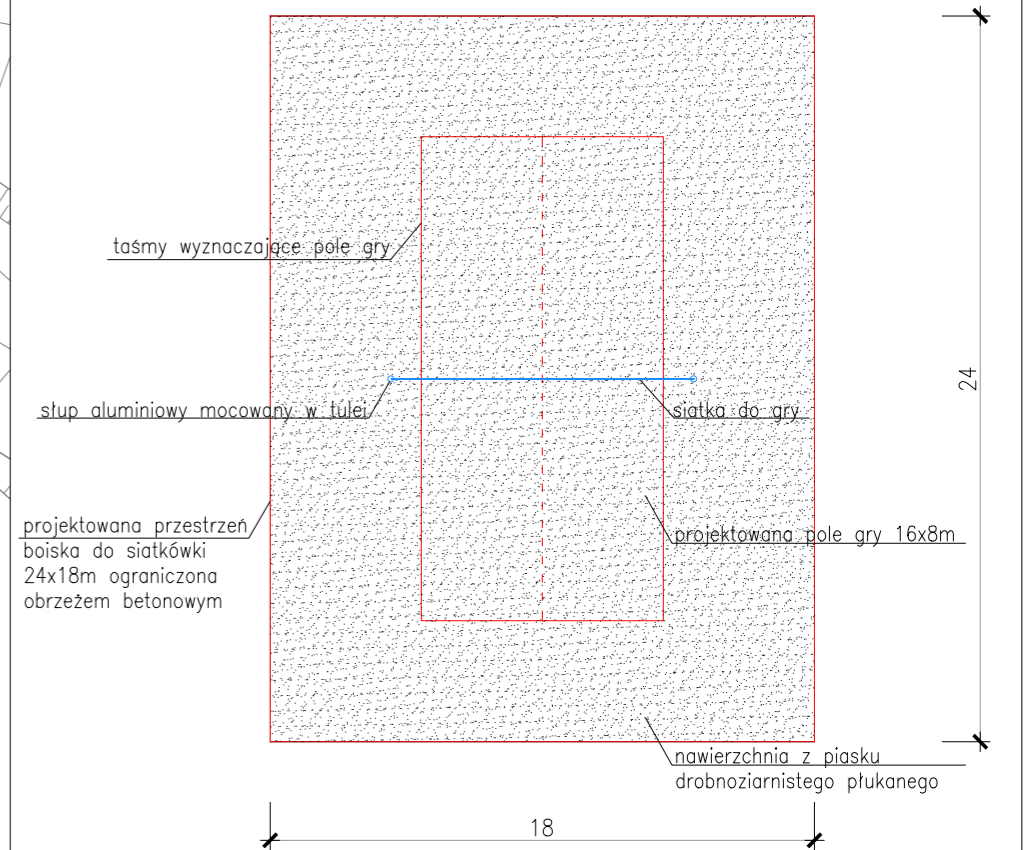 taśmy wyznaczające pole gry
24
słup aluminiowy mocowany w tulei
siatka do gry
projektowana przestrzeń
boiska do siatkówki
24x18m ograniczona
obrzeżem betonowym
projektowana pole gry 16x8m
nawierzchnia z piasku
drobnoziarnistego płukanego
18